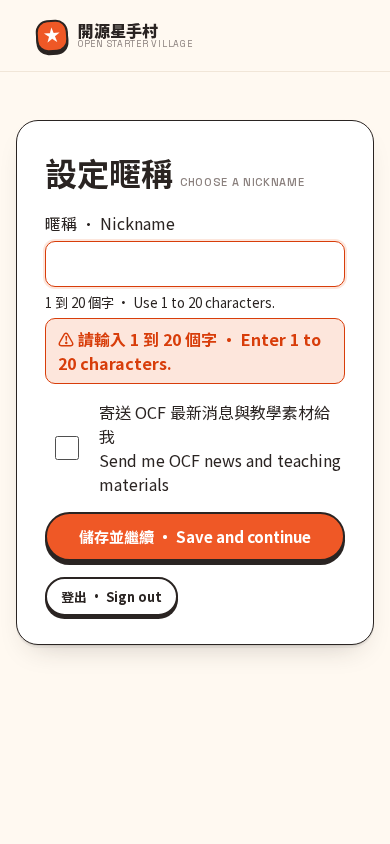 開源星手村
OPEN STARTER VILLAGE
設定暱稱 CHOOSE A NICKNAME
暱稱 · Nickname
1 到 20 個字 · Use 1 to 20 characters.
請輸入 1 到 20 個字 · Enter 1 to
20 characters.
寄送 OCF 最新消息與教學素材給
我
Send me OCF news and teaching
materials
儲存並繼續 · Save and continue
登出 · Sign out